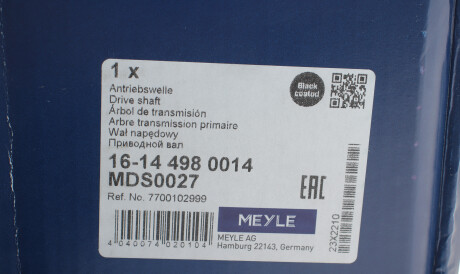 1 x
Black
coated
Antriebswelle
Drive shaft
Árbol de transmisión
Arbre transmission primaire
Wał napędowy
Приводной вал
16-14 498 0014
MDS0027
Ref. No. 7700102999
EAC
MEYLE
MEYLE AG
Hamburg 22143, Germany
4 040074 020104
23X2210